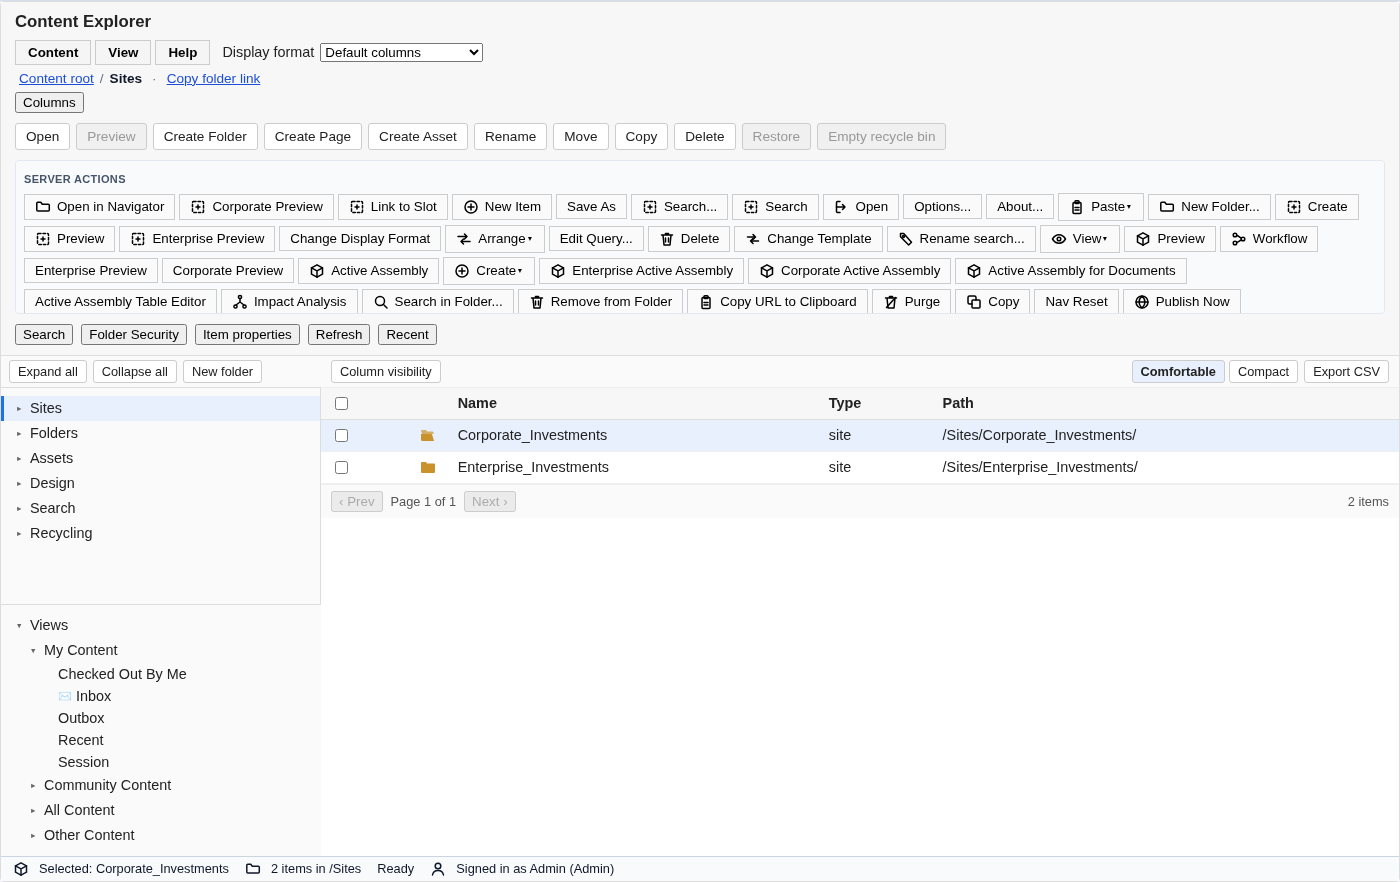 Content Explorer
Content View Help Display format Default columns
Content root / Sites · Copy folder link
Columns
Open Preview Create Folder Create Page Create Asset Rename Move Copy Delete Restore Empty recycle bin
SERVER ACTIONS
Open in Navigator Corporate Preview Link to Slot New Item Save As Search... Search Open Options... About... Paste▾ New Folder... Create
Preview Enterprise Preview Change Display Format Arrange▾ Edit Query... Delete Change Template Rename search... View▾ Preview Workflow
Enterprise Preview Corporate Preview Active Assembly Create▾ Enterprise Active Assembly Corporate Active Assembly Active Assembly for Documents
Active Assembly Table Editor Impact Analysis Search in Folder... Remove from Folder Copy URL to Clipboard Purge Copy Nav Reset Publish Now
Search Folder Security Item properties Refresh Recent
Expand all Collapse all New folder Column visibility Comfortable Compact Export CSV
Sites
Folders
Assets
Design
Search
Recycling
Name Type Path
Corporate_Investments site /Sites/Corporate_Investments/
Enterprise_Investments site /Sites/Enterprise_Investments/
‹ Prev Page 1 of 1 Next › 2 items
Views
My Content
Checked Out By Me
Inbox
Outbox
Recent
Session
Community Content
All Content
Other Content
Selected: Corporate_Investments 2 items in /Sites Ready Signed in as Admin (Admin)